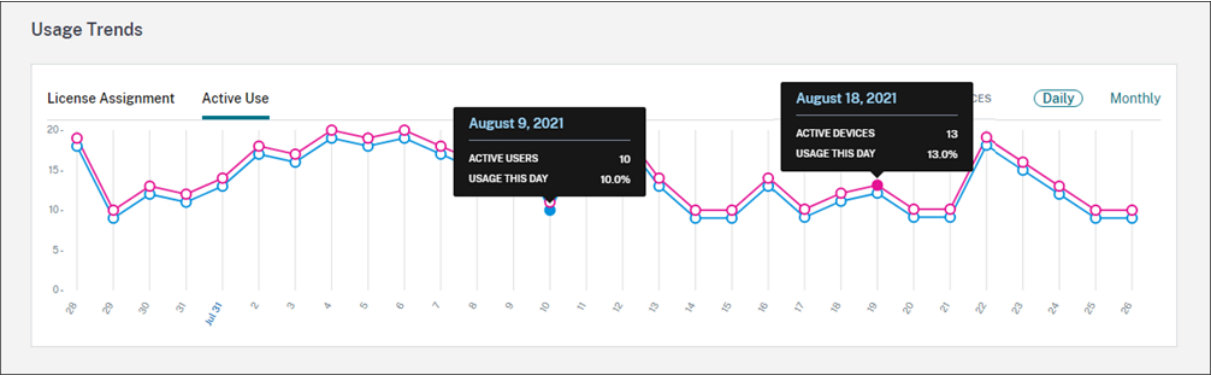 Usage Trends
License Assignment
Active Use
CES
Daily
Monthly
August 9, 2021
ACTIVE USERS 10
USAGE THIS DAY 10.0%
August 18, 2021
ACTIVE DEVICES 13
USAGE THIS DAY 13.0%
20-
15-
10-
5-
0-
28 29 30 31 Jul 31 2 3 4 5 6 7 8 9 10 11 12 13 14 15 16 17 18 19 20 21 22 23 24 25 26